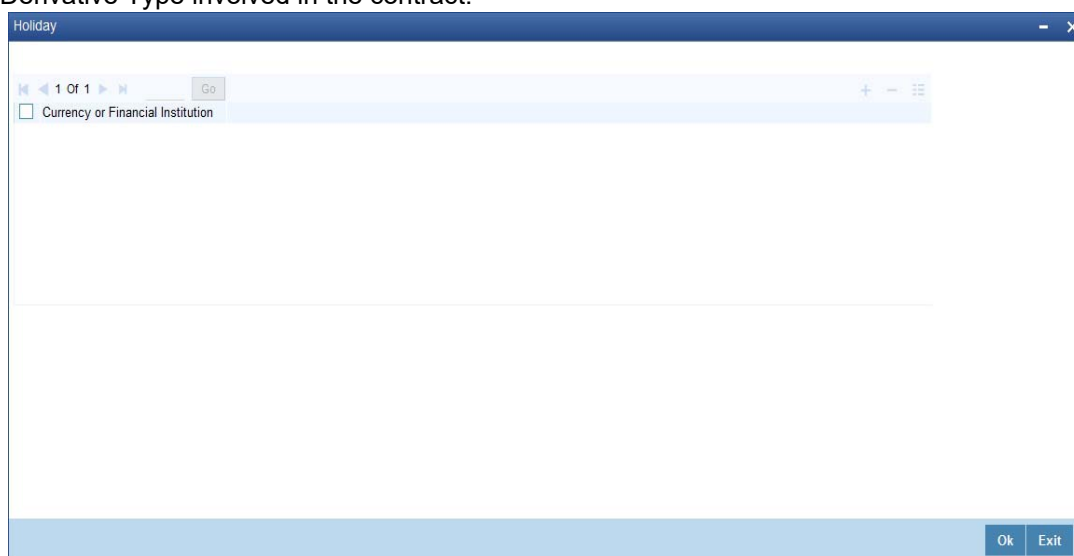 Derivative Type involved in the contract.
Holiday
1 Of 1 Go
Currency or Financial Institution
Ok Exit